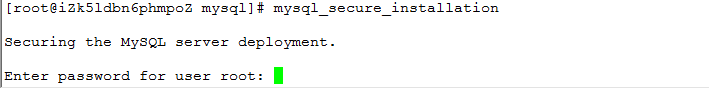 [root@iZk5ldbn6phmpoZ mysql]# mysql_secure_installation
Securing the MySQL server deployment.
Enter password for user root: